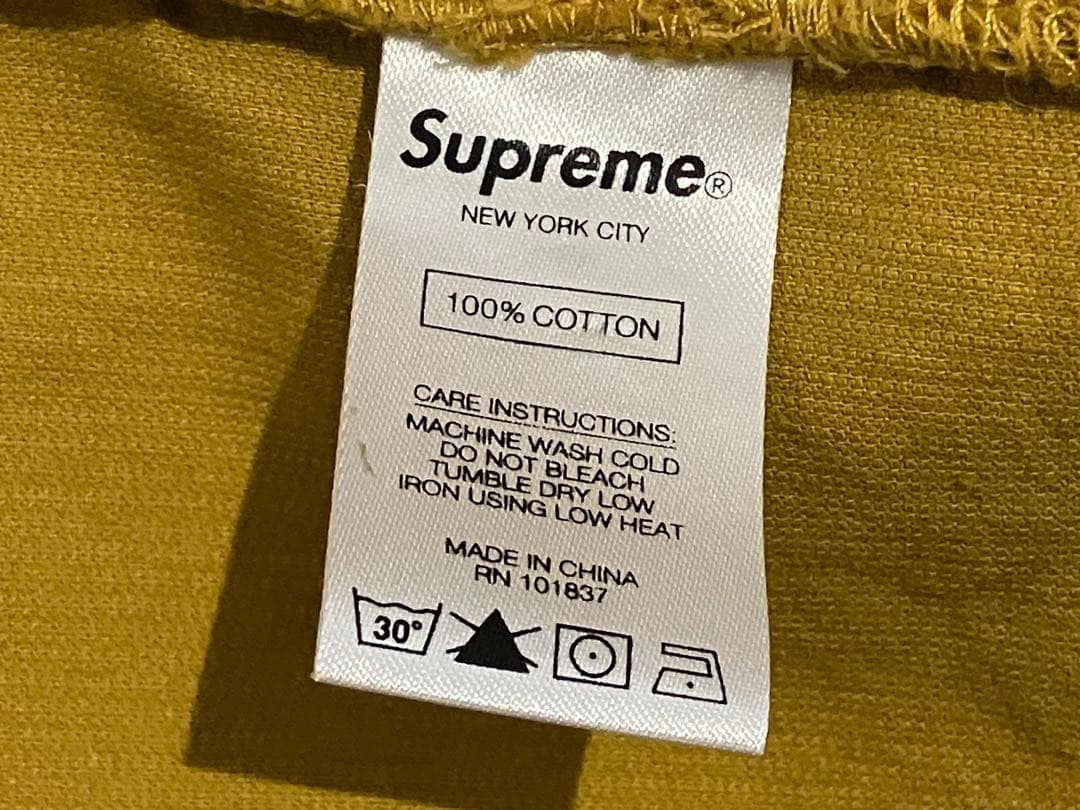 Supreme®
NEW YORK CITY
100% COTTON
CARE INSTRUCTIONS:
MACHINE WASH COLD
DO NOT BLEACH
TUMBLE DRY LOW
IRON USING LOW HEAT
MADE IN CHINA
RN 101837
30°